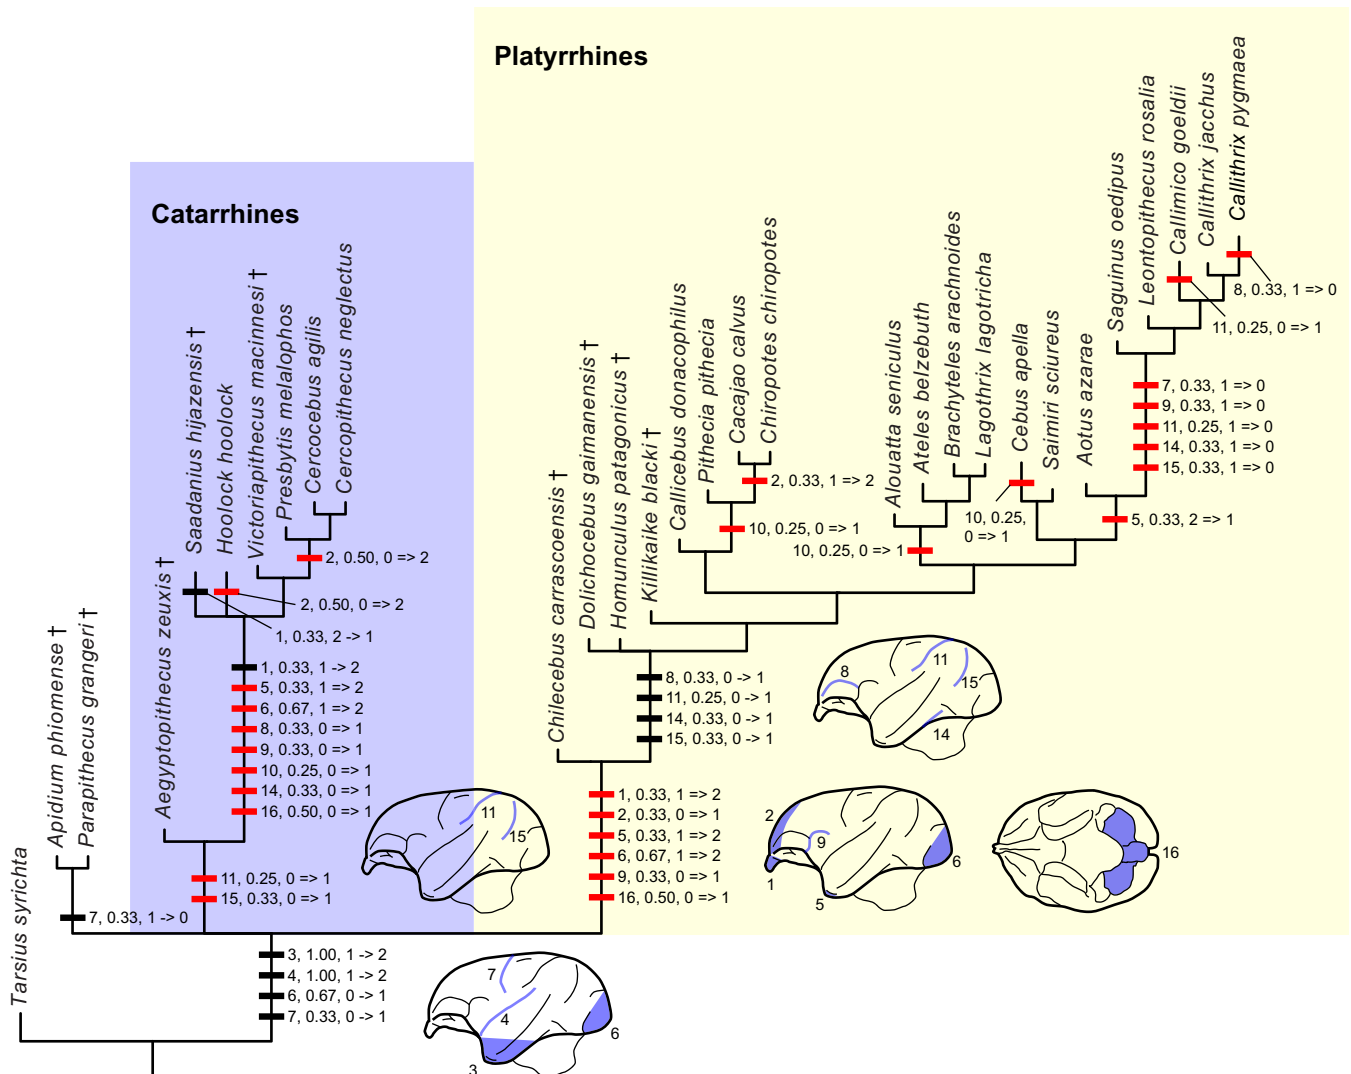 Platyrrhines
Catarrhines
Tarsius syrichta
Apidium phiomense†
Parapithecus grangeri†
Aegyptopithecus zeuxis†
Saadanius hijazensis†
Hoolock hoolock
Victoriapithecus macinnesi†
Presbytis melalophos
Cercocebus agilis
Cercopithecus neglectus
Chilecebus carrascoensis†
Dolichocebus gaimanensis†
Homunculus patagonicus†
Killikaike blacki†
Callicebus donacophilus
Pithecia pithecia
Cacajao calvus
Chiropotes chiropotes
Alouatta seniculus
Ateles belzebuth
Brachyteles arachnoides
Lagothrix lagotricha
Cebus apella
Saimiri sciureus
Aotus azarae
Saguinus oedipus
Leontopithecus rosalia
Callimico goeldii
Callithrix jacchus
Callithrix pygmaea
8, 0.33, 1 => 0
11, 0.25, 0 => 1
7, 0.33, 1 => 0
9, 0.33, 1 => 0
11, 0.25, 1 => 0
14, 0.33, 1 => 0
15, 0.33, 1 => 0
5, 0.33, 2 => 1
2, 0.33, 1 => 2
10, 0.25, 0 => 1
10, 0.25, 0 => 1
10, 0.25,
0 => 1
2, 0.50, 0 => 2
2, 0.50, 0 => 2
1, 0.33, 2 -> 1
1, 0.33, 1 -> 2
5, 0.33, 1 => 2
6, 0.67, 1 => 2
8, 0.33, 0 => 1
9, 0.33, 0 => 1
10, 0.25, 0 => 1
14, 0.33, 0 => 1
16, 0.50, 0 => 1
8, 0.33, 0 -> 1
11, 0.25, 0 -> 1
14, 0.33, 0 -> 1
15, 0.33, 0 -> 1
8
11
15
14
1, 0.33, 1 => 2
2, 0.33, 0 => 1
5, 0.33, 1 => 2
6, 0.67, 1 => 2
9, 0.33, 0 => 1
16, 0.50, 0 => 1
2
9
6
1
5
16
11
15
11, 0.25, 0 => 1
15, 0.33, 0 => 1
7, 0.33, 1 -> 0
3, 1.00, 1 -> 2
4, 1.00, 1 -> 2
6, 0.67, 0 -> 1
7, 0.33, 0 -> 1
7
4
6
3